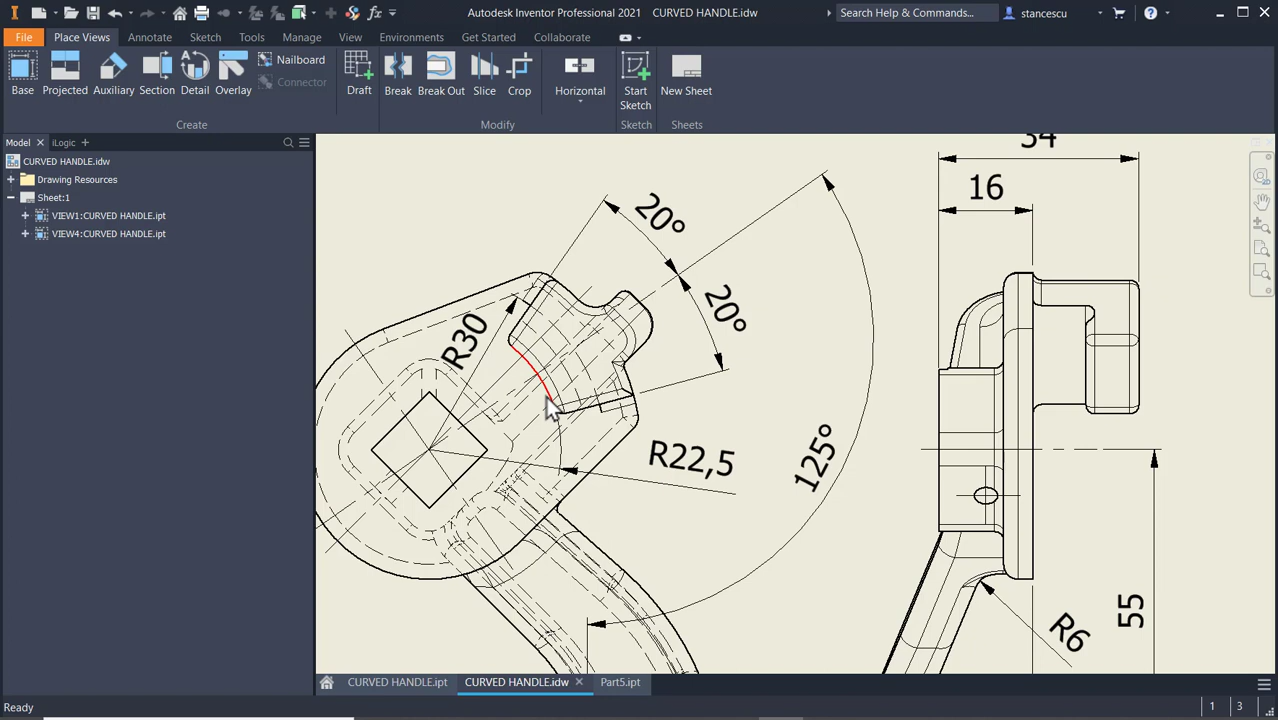 Autodesk Inventor Professional 2021 CURVED HANDLE.idw
Search Help & Commands...
stancescu
File
Place Views
Annotate
Sketch
Tools
Manage
View
Environments
Get Started
Collaborate
Base
Projected
Auxiliary
Section
Detail
Overlay
Nailboard
Connector
Draft
Break
Break Out
Slice
Crop
Horizontal
Start
Sketch
New Sheet
Create
Modify
Sketch
Sheets
Model
iLogic
CURVED HANDLE.idw
Drawing Resources
Sheet:1
VIEW1:CURVED HANDLE.ipt
VIEW4:CURVED HANDLE.ipt
34
16
20°
20°
R30
125°
R22,5
55
R6
CURVED HANDLE.ipt
CURVED HANDLE.idw
Part5.ipt
Ready
1
3